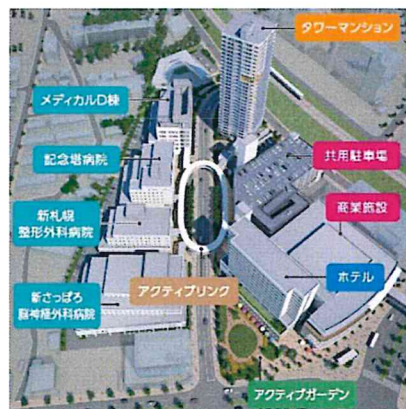 タワーマンション
メディカルD棟
記念塔病院
共用駐車場
商業施設
新札幌
整形外科病院
ホテル
アクティブリンク
新さっぽろ
脳神経外科病院
アクティブガーデン